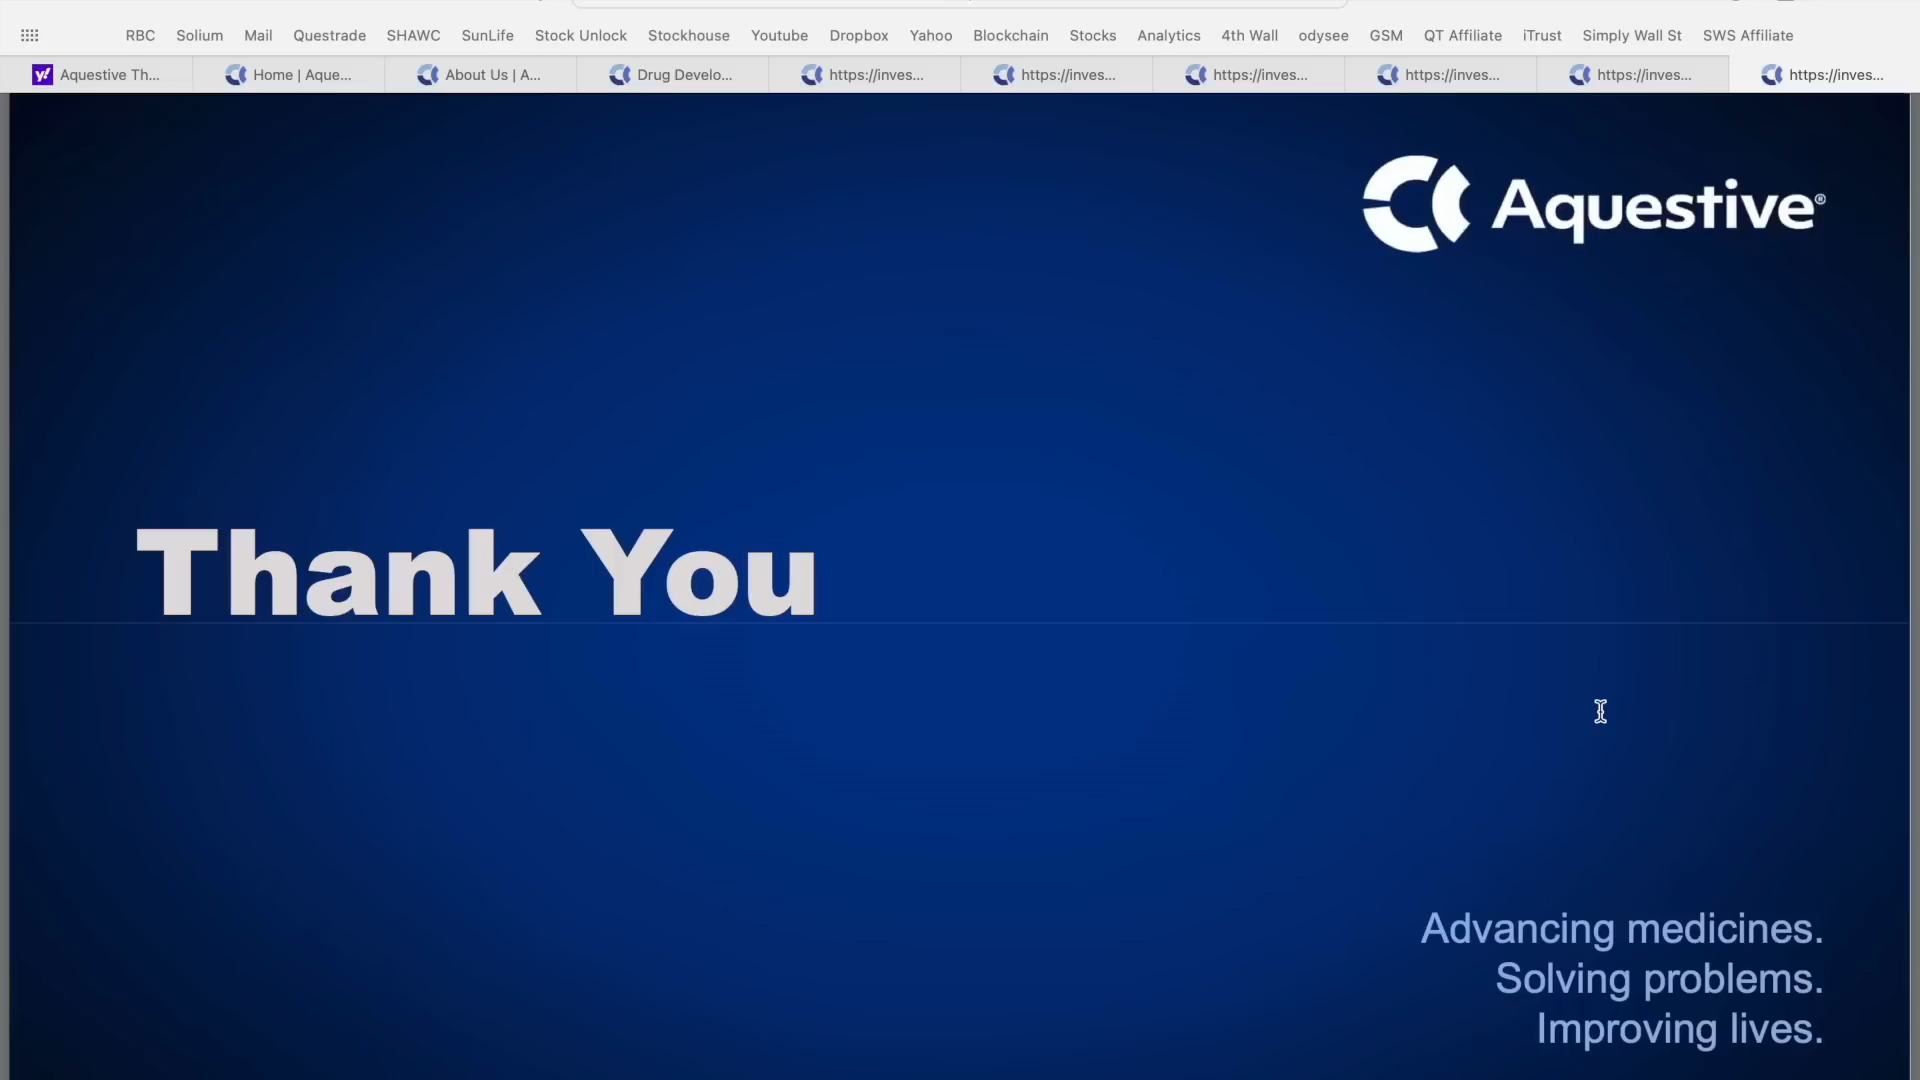 RBC Solium Mail Questrade SHAWC SunLife Stock Unlock Stockhouse Youtube Dropbox Yahoo Blockchain Stocks Analytics 4th Wall odysee GSM QT Affiliate iTrust Simply Wall St SWS Affiliate
y! Aquestive Th... Home | Aque... About Us | A... Drug Develo... https://inves... https://inves... https://inves... https://inves... https://inves... https://inves...
Aquestive®
Thank You
Advancing medicines.
Solving problems.
Improving lives.